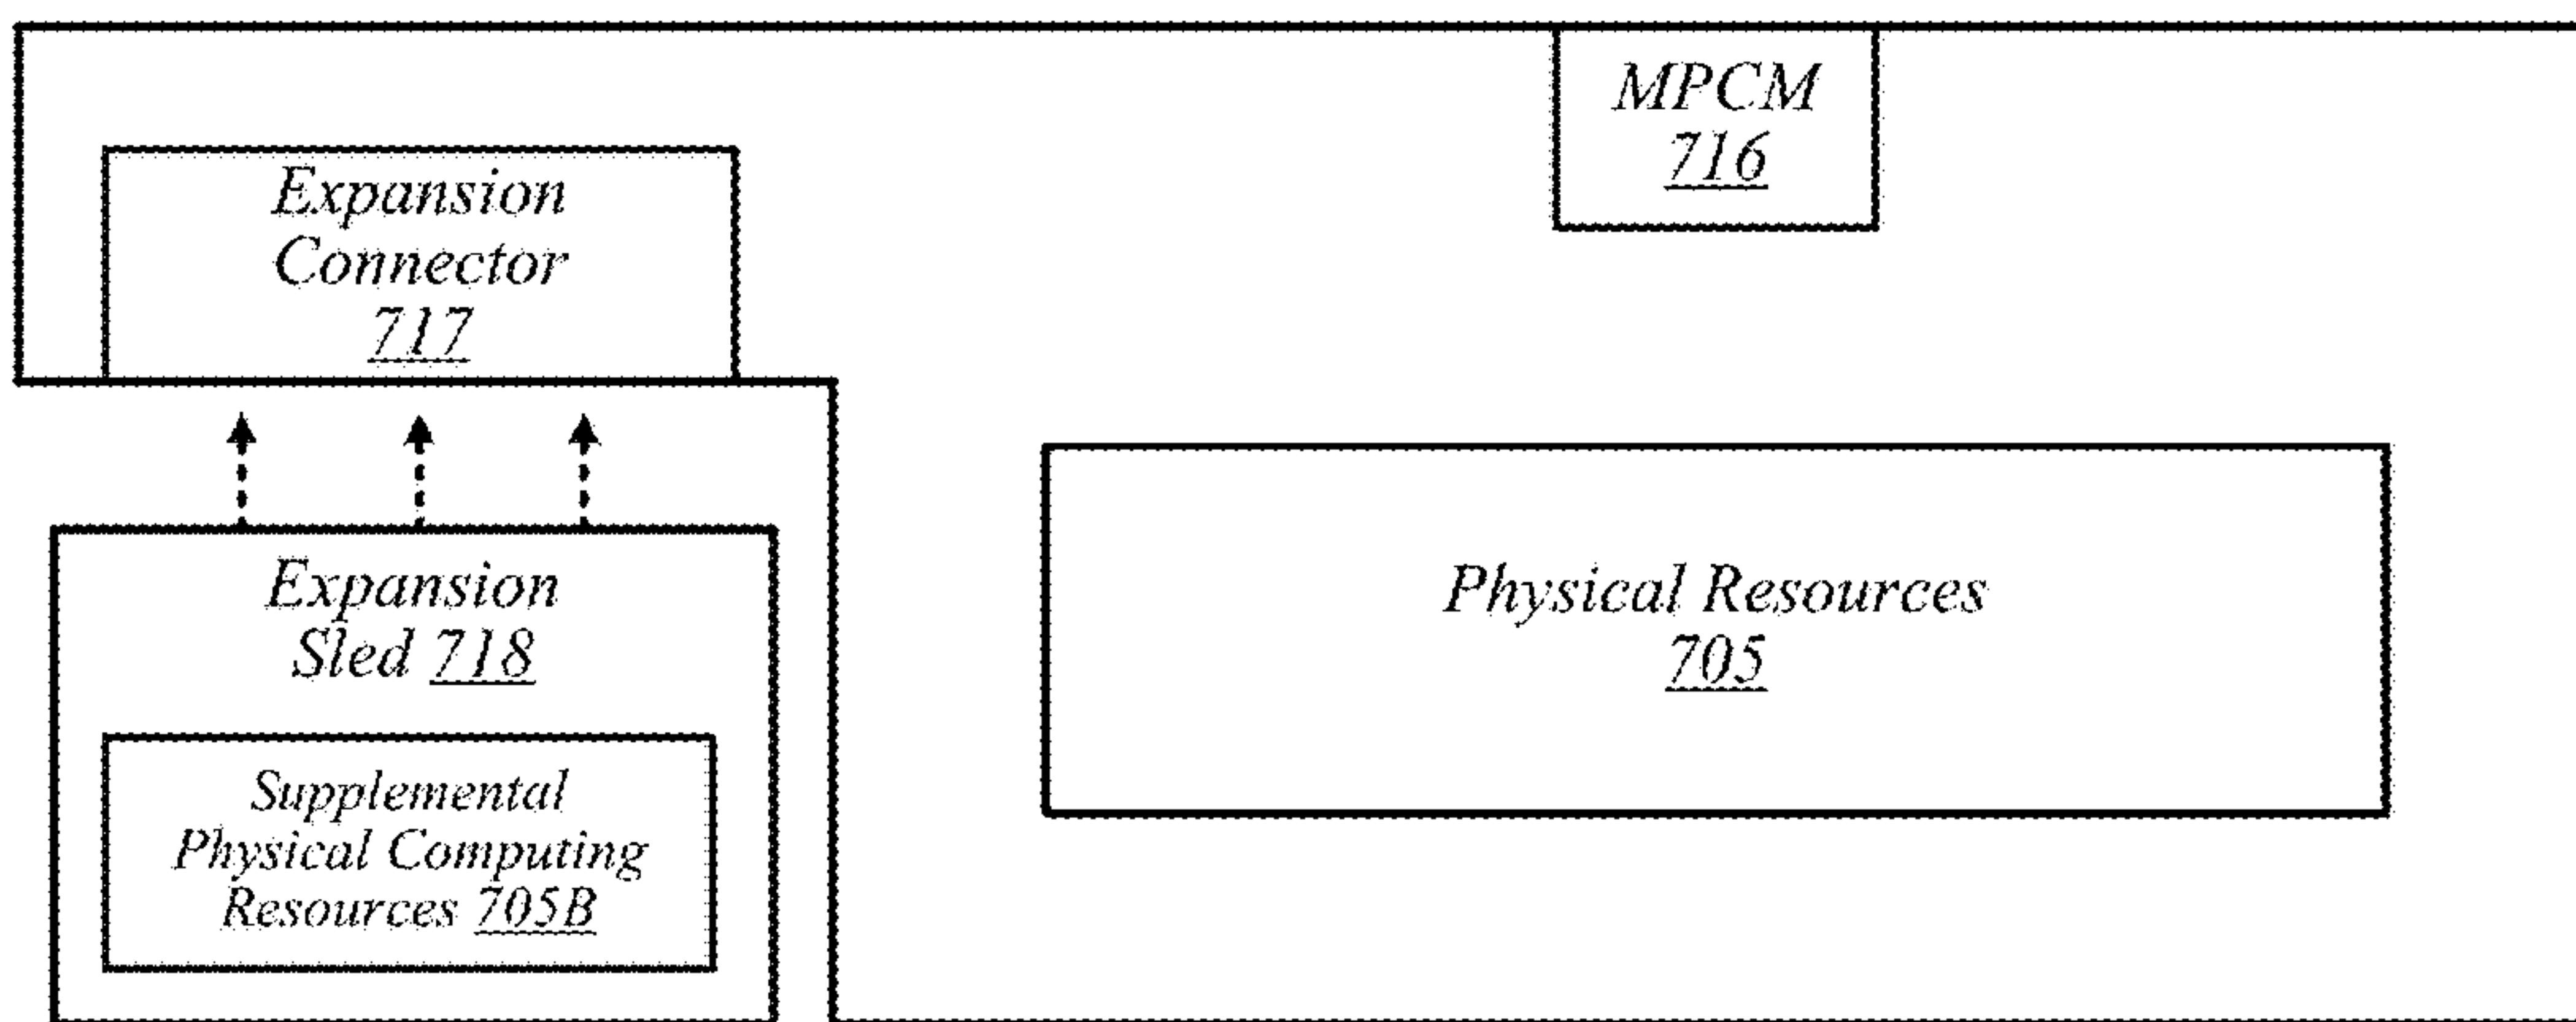 MPCM
716
Expansion
Connector
717
Expansion
Sled 718
Physical Resources
705
Supplemental
Physical Computing
Resources 705B